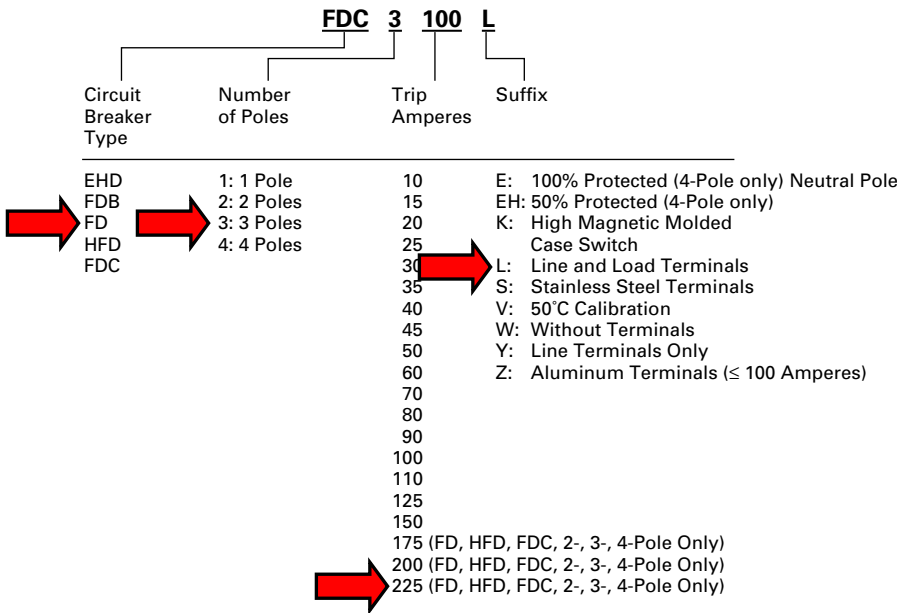 FDC 3 100 L
Circuit Breaker Type
Number of Poles
Trip Amperes
Suffix
EHD
FDB
FD
HFD
FDC
1: 1 Pole
2: 2 Poles
3: 3 Poles
4: 4 Poles
10
15
20
25
30
35
40
45
50
60
70
80
90
100
110
125
150
175 (FD, HFD, FDC, 2-, 3-, 4-Pole Only)
200 (FD, HFD, FDC, 2-, 3-, 4-Pole Only)
225 (FD, HFD, FDC, 2-, 3-, 4-Pole Only)
E: 100% Protected (4-Pole only) Neutral Pole
EH: 50% Protected (4-Pole only)
K: High Magnetic Molded
Case Switch
L: Line and Load Terminals
S: Stainless Steel Terminals
V: 50°C Calibration
W: Without Terminals
Y: Line Terminals Only
Z: Aluminum Terminals (≤ 100 Amperes)